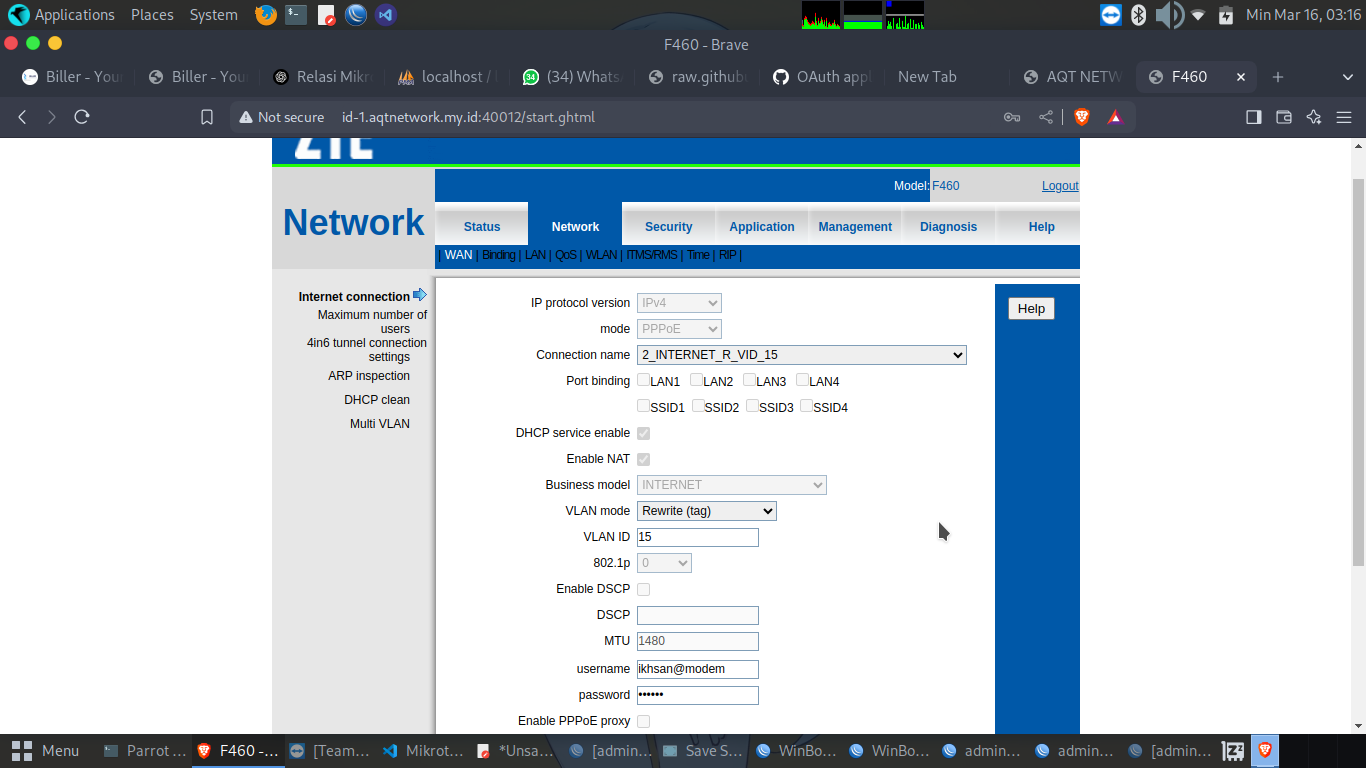 Applications Places System Min Mar 16, 03:16
F460 - Brave
Biller - Your Biller - Your Relasi Mikr localhost / (34) Whats raw.github OAuth appl New Tab AQT NETW F460
Not secure id-1.aqtnetwork.my.id:40012/start.ghtml
ZTE
Model: F460 Logout
Network
Status Network Security Application Management Diagnosis Help
| WAN | Binding | LAN | QoS | WLAN | ITMS/RMS | Time | RIP |
Internet connection
Maximum number of
users
4in6 tunnel connection
settings
ARP inspection
DHCP clean
Multi VLAN
IP protocol version IPv4
mode PPPoE
Connection name 2_INTERNET_R_VID_15
Port binding LAN1 LAN2 LAN3 LAN4
SSID1 SSID2 SSID3 SSID4
DHCP service enable
Enable NAT
Business model INTERNET
VLAN mode Rewrite (tag)
VLAN ID 15
802.1p 0
Enable DSCP
DSCP
MTU 1480
username ikhsan@modem
password ••••••
Enable PPPoE proxy
Help
Menu Parrot ... F460 -... [Team... Mikrot... *Unsa... [admin... Save S... WinBo... WinBo... admin... admin... [admin...